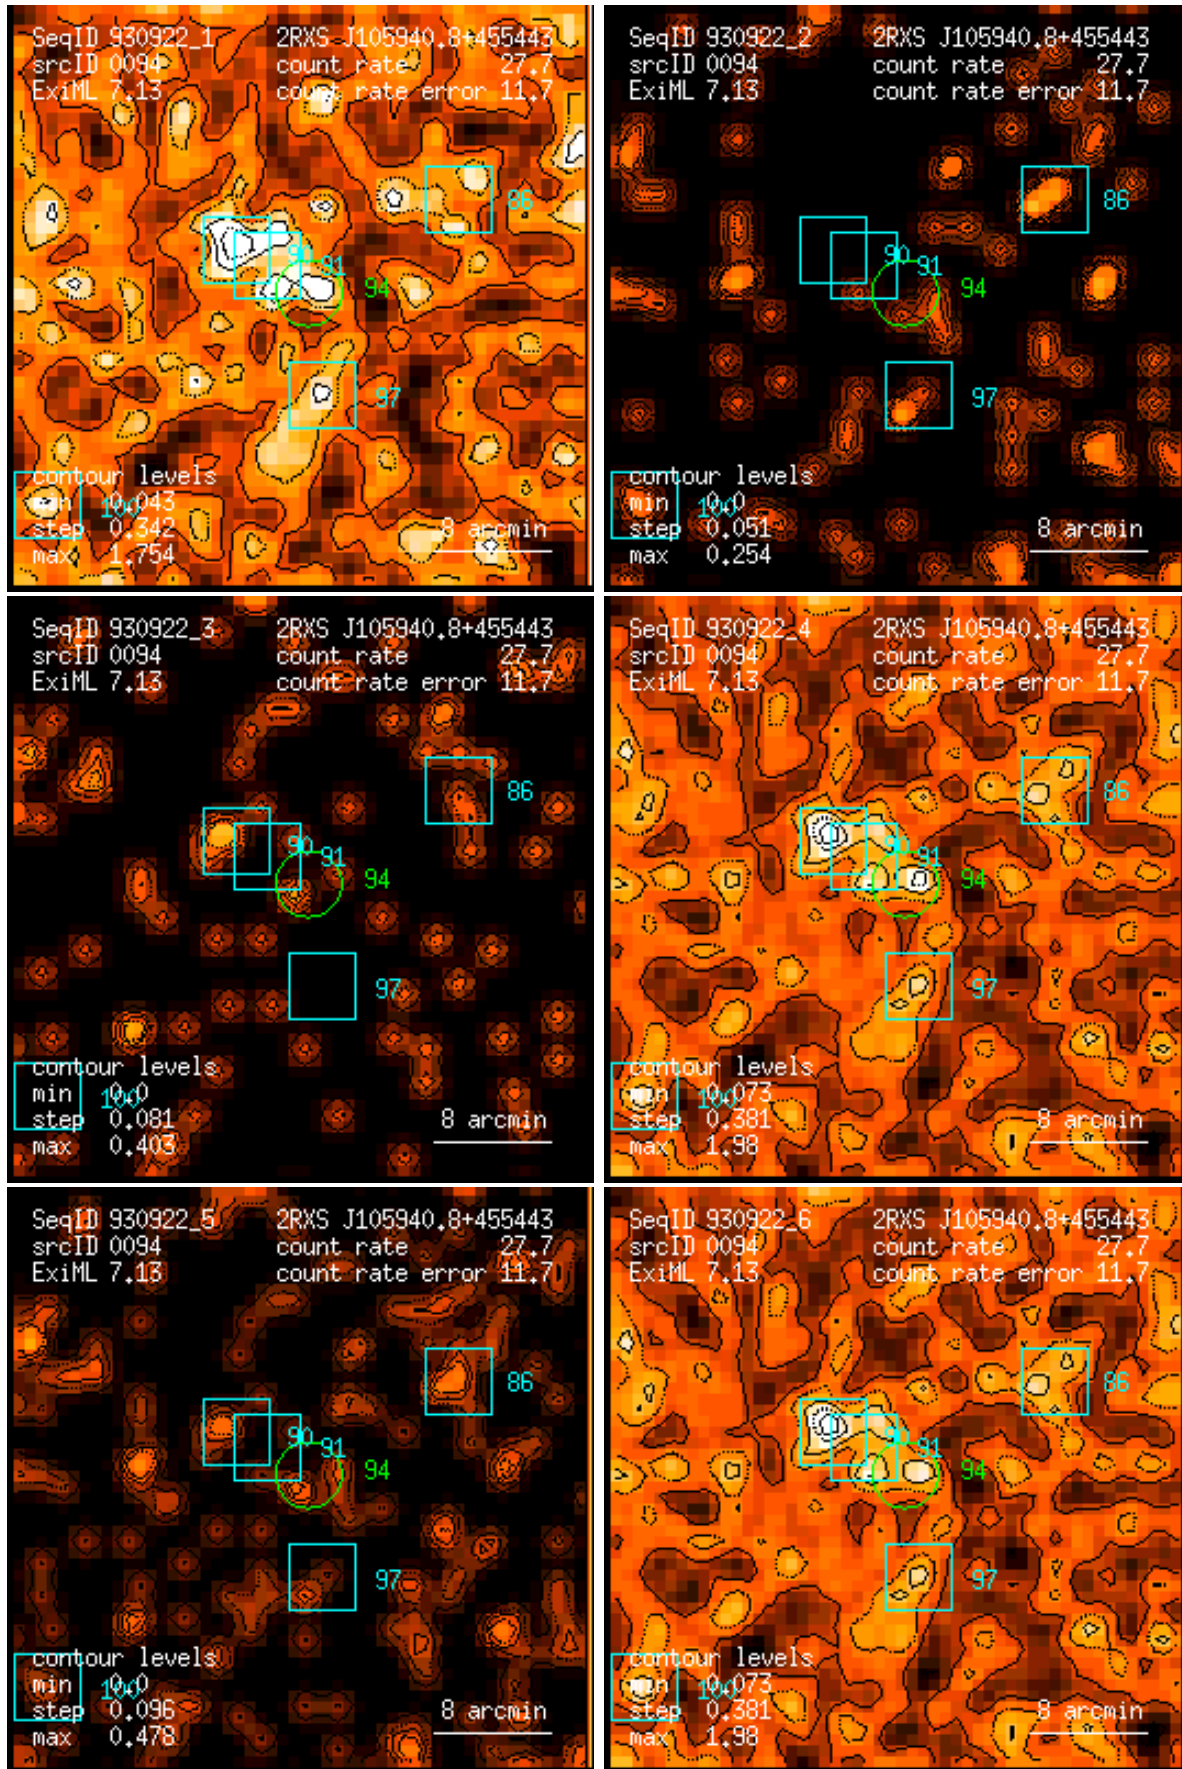 SeqID 930922_1 2RXS J105940.8+455443
srcID 0094 count rate 27.7
ExiML 7.13 count rate error 11.7
86
90
91
94
97
contour levels
min 0.043
100
step 0.342 8 arcmin
max 1.754
SeqID 930922_2 2RXS J105940.8+455443
srcID 0094 count rate 27.7
ExiML 7.13 count rate error 11.7
86
90
91
94
97
contour levels
min 0.0
100
step 0.051 8 arcmin
max 0.254
SeqID 930922_3 2RXS J105940.8+455443
srcID 0094 count rate 27.7
ExiML 7.13 count rate error 11.7
86
90
91
94
97
contour levels
min 0.0
100
step 0.081 8 arcmin
max 0.403
SeqID 930922_4 2RXS J105940.8+455443
srcID 0094 count rate 27.7
ExiML 7.13 count rate error 11.7
86
90
91
94
97
contour levels
min 0.073
100
step 0.381 8 arcmin
max 1.98
SeqID 930922_5 2RXS J105940.8+455443
srcID 0094 count rate 27.7
ExiML 7.13 count rate error 11.7
86
90
91
94
97
contour levels
min 0.0
100
step 0.096 8 arcmin
max 0.478
SeqID 930922_6 2RXS J105940.8+455443
srcID 0094 count rate 27.7
ExiML 7.13 count rate error 11.7
86
90
91
94
97
contour levels
min 0.073
100
step 0.381 8 arcmin
max 1.98